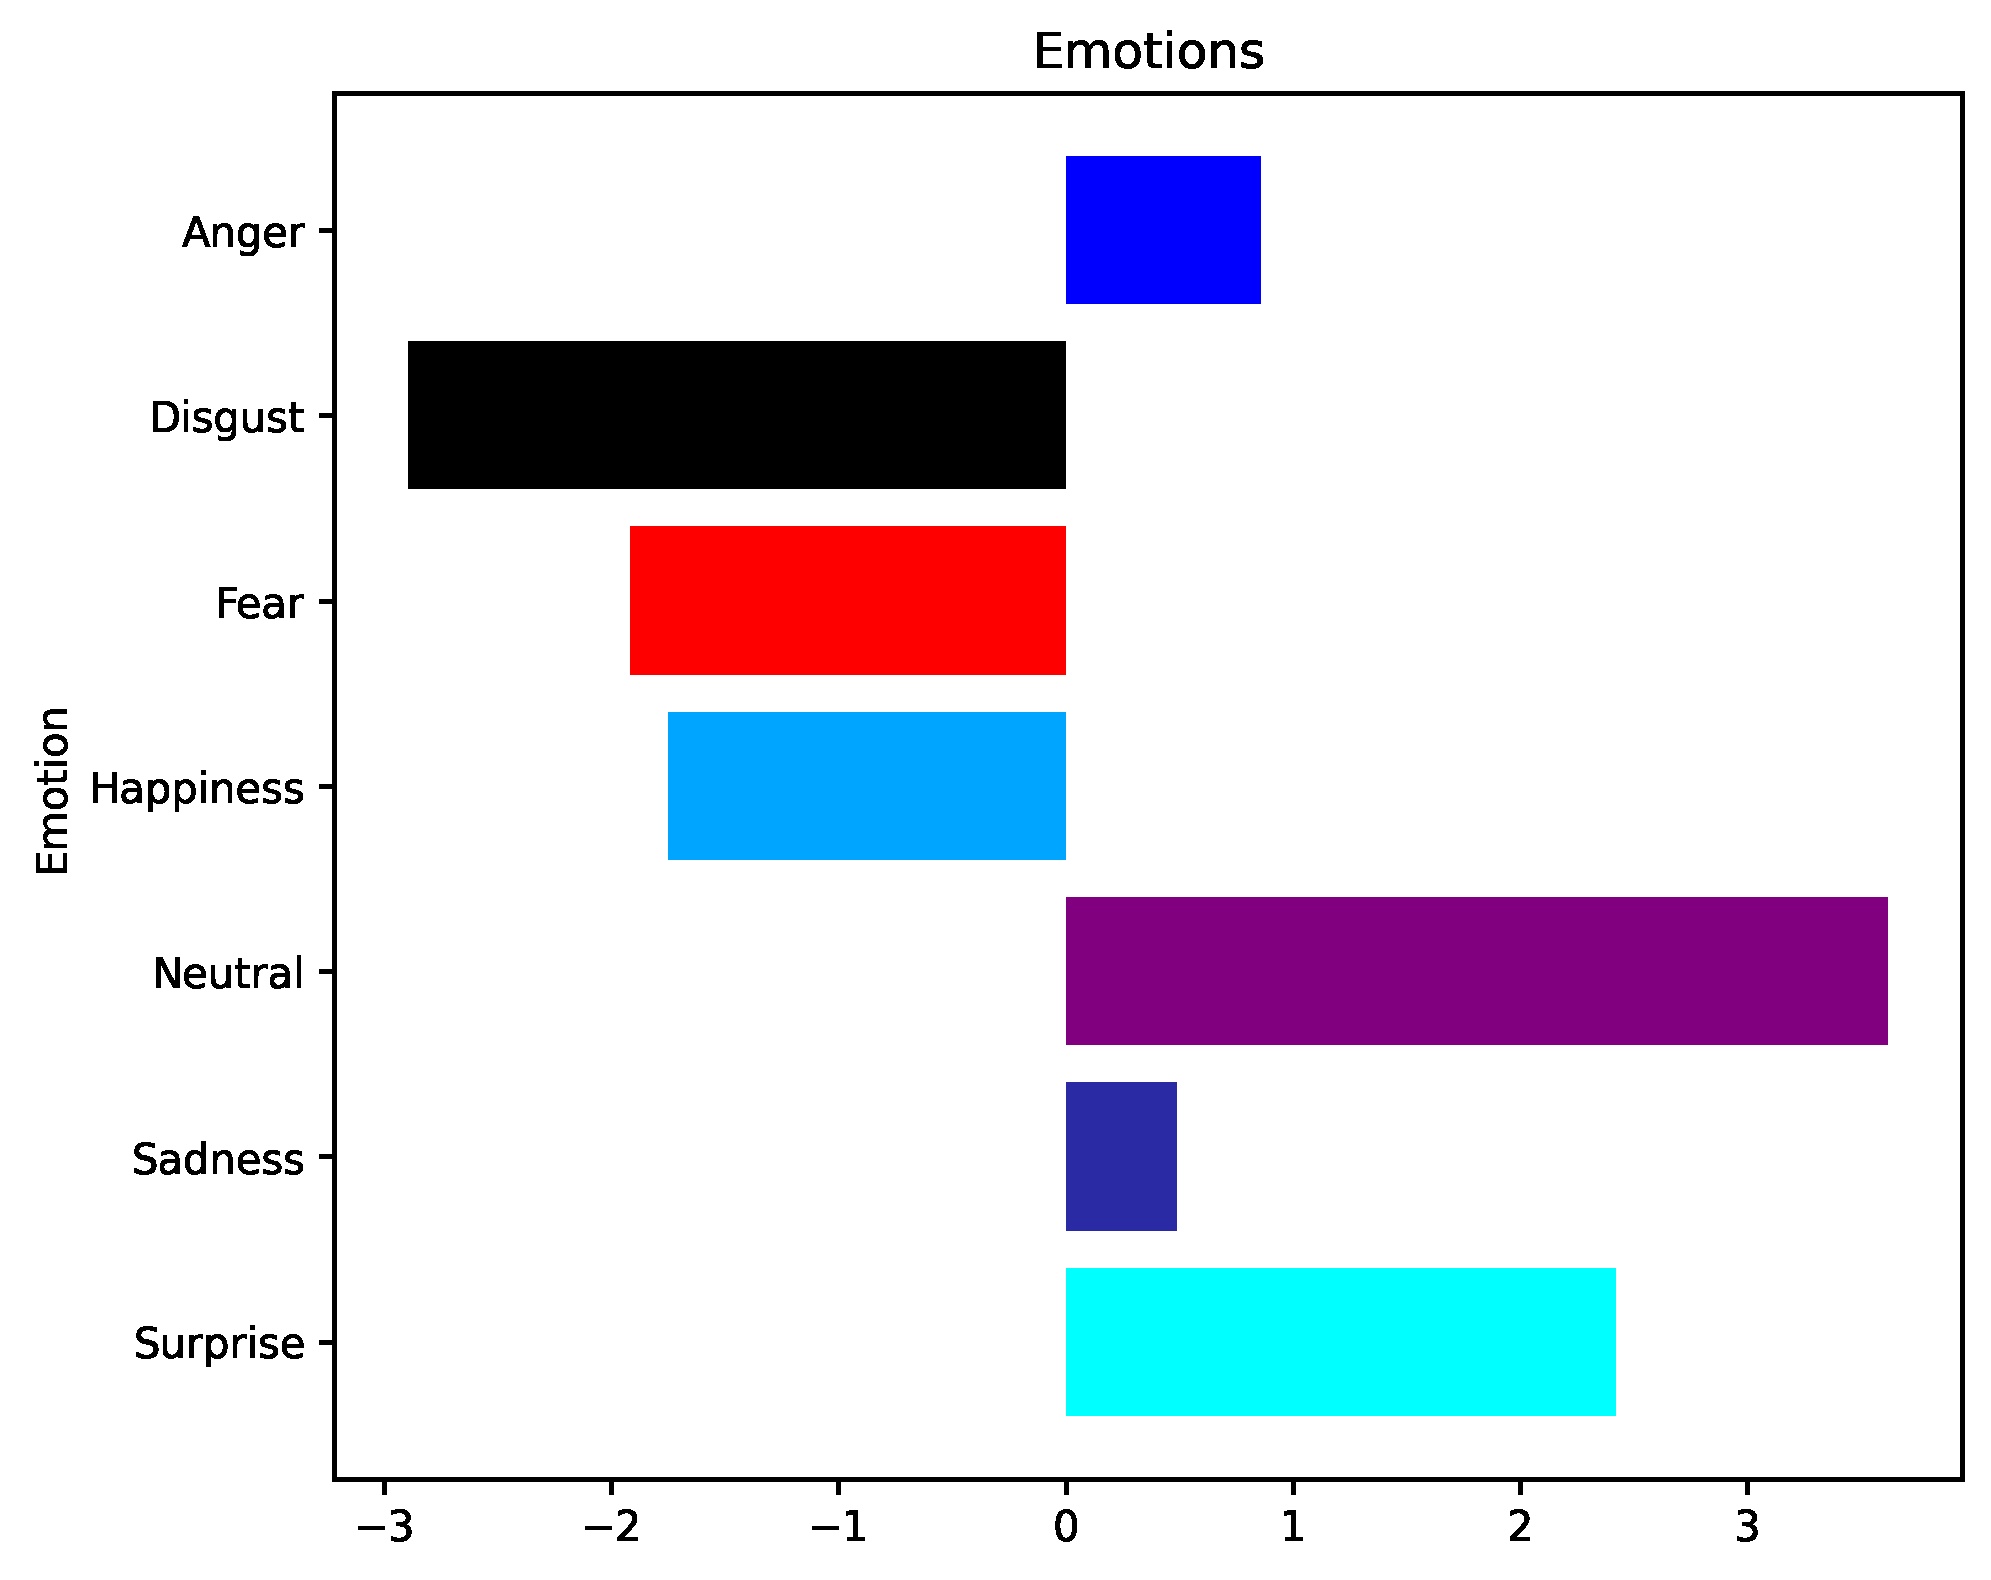 Emotions
Anger
Disgust
Fear
Happiness
Neutral
Sadness
Surprise
Emotion
−3 −2 −1 0 1 2 3